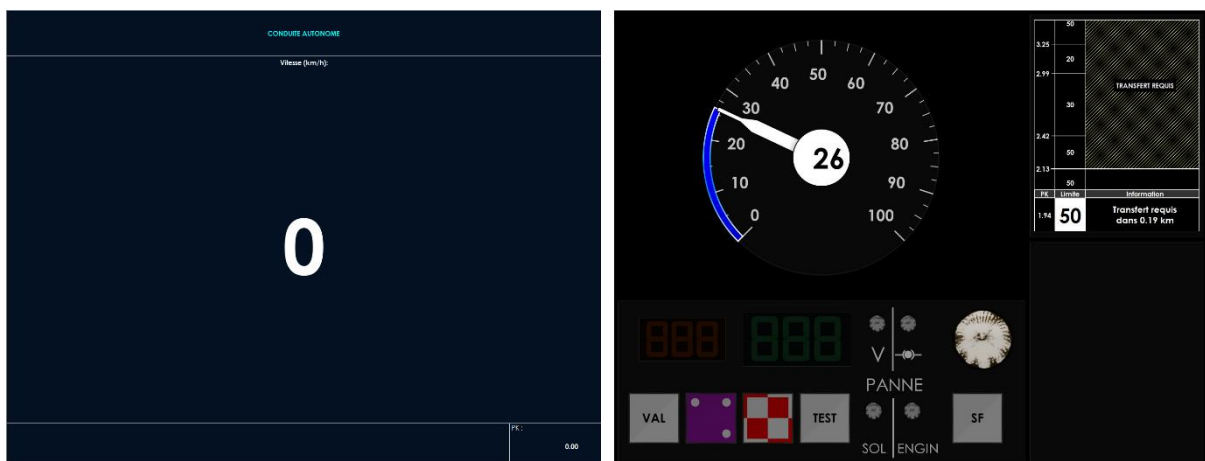 CONDUITE AUTONOME
Vitesse (km/h):
0
PK :
0.00
0
10
20
30
40
50
60
70
80
90
100
26
888
888
V
PANNE
VAL
TEST
SOL
ENGIN
SF
50
3.25
20
2.99
TRANSFERT REQUIS
30
2.42
50
2.13
50
PK Limite Information
1.94 50 Transfert requis
dans 0.19 km